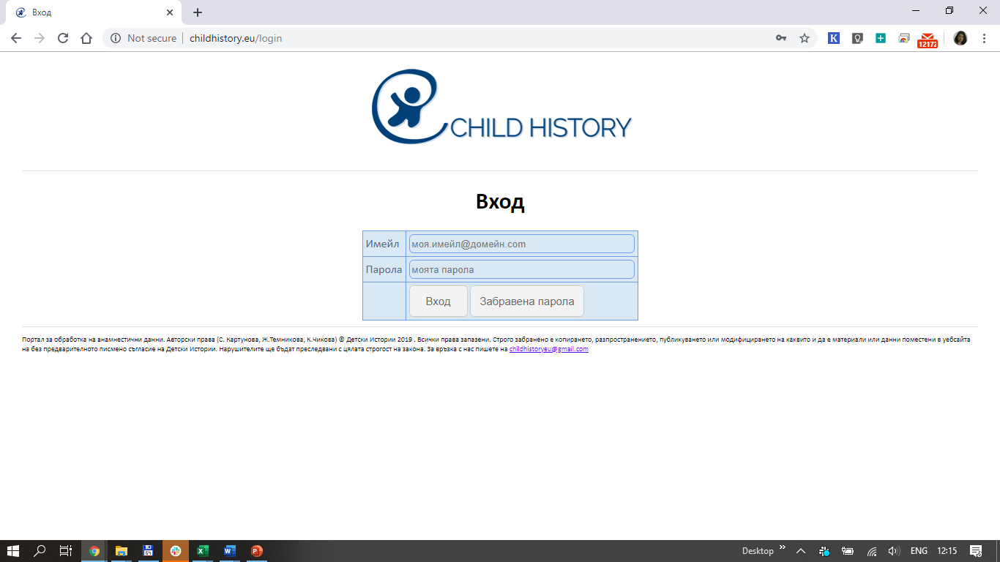 Вход
Not secure
childhistory.eu/login
12172
CHILD HISTORY
Вход
Имейл
моя.имейл@домейн.com
Парола
моята парола
Вход
Забравена парола
Портал за обработка на анамнестични данни. Авторски права (С. Картунова, Ж.Темникова, К.Чикова) © Детски Истории 2019 . Всички права запазени. Строго забранено е копирането, разпространението, публикуването или модифицирането на каквито и да е материали или данни поместени в уебсайта
на без предварителното писмено съгласие на Детски Истории. Нарушителите ще бъдат преследвани с цялата строгост на закона. За връзка с нас пишете на childhistoryeu@gmail.com
Desktop
ENG
12:15